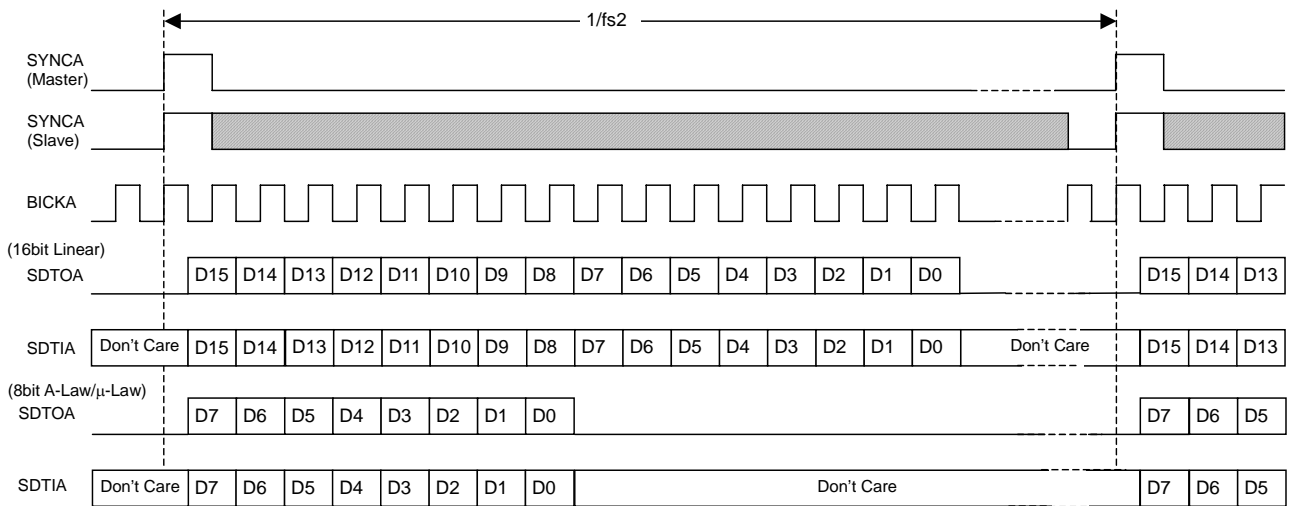 1/fs2
SYNCA
(Master)
SYNCA
(Slave)
BICKA
(16bit Linear)
SDTOA D15 D14 D13 D12 D11 D10 D9 D8 D7 D6 D5 D4 D3 D2 D1 D0 D15 D14 D13
SDTIA Don't Care D15 D14 D13 D12 D11 D10 D9 D8 D7 D6 D5 D4 D3 D2 D1 D0 Don't Care D15 D14 D13
(8bit A-Law/μ-Law)
SDTOA D7 D6 D5 D4 D3 D2 D1 D0 D7 D6 D5
SDTIA Don't Care D7 D6 D5 D4 D3 D2 D1 D0 Don't Care D7 D6 D5